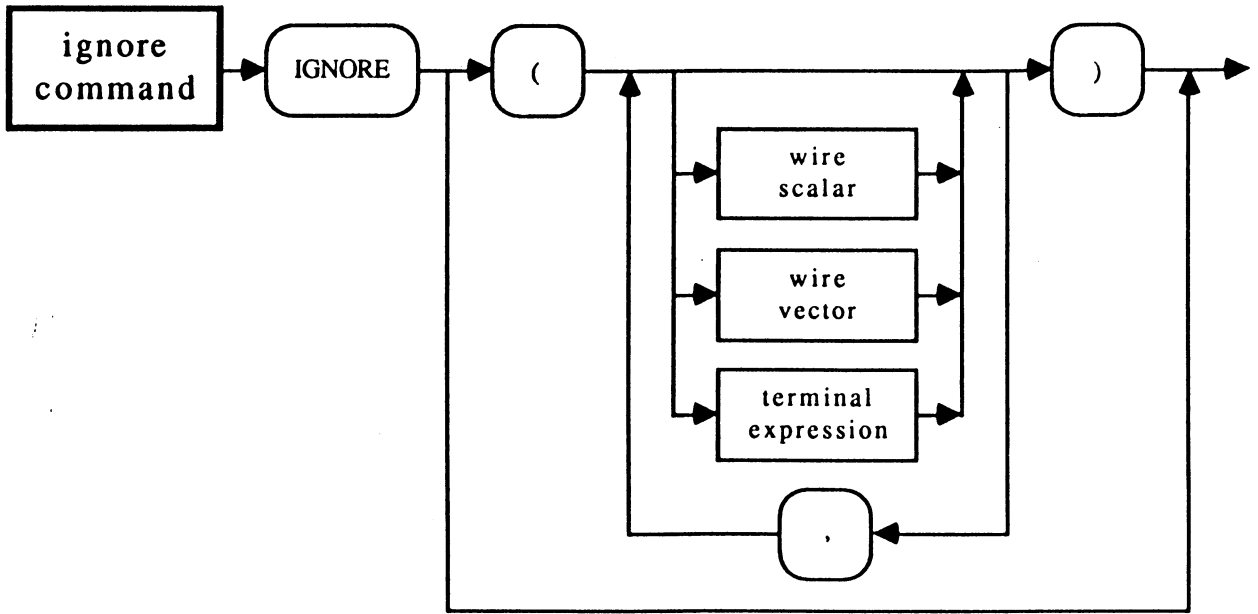 ignore
command
IGNORE
(
)
wire
scalar
wire
vector
terminal
expression
,